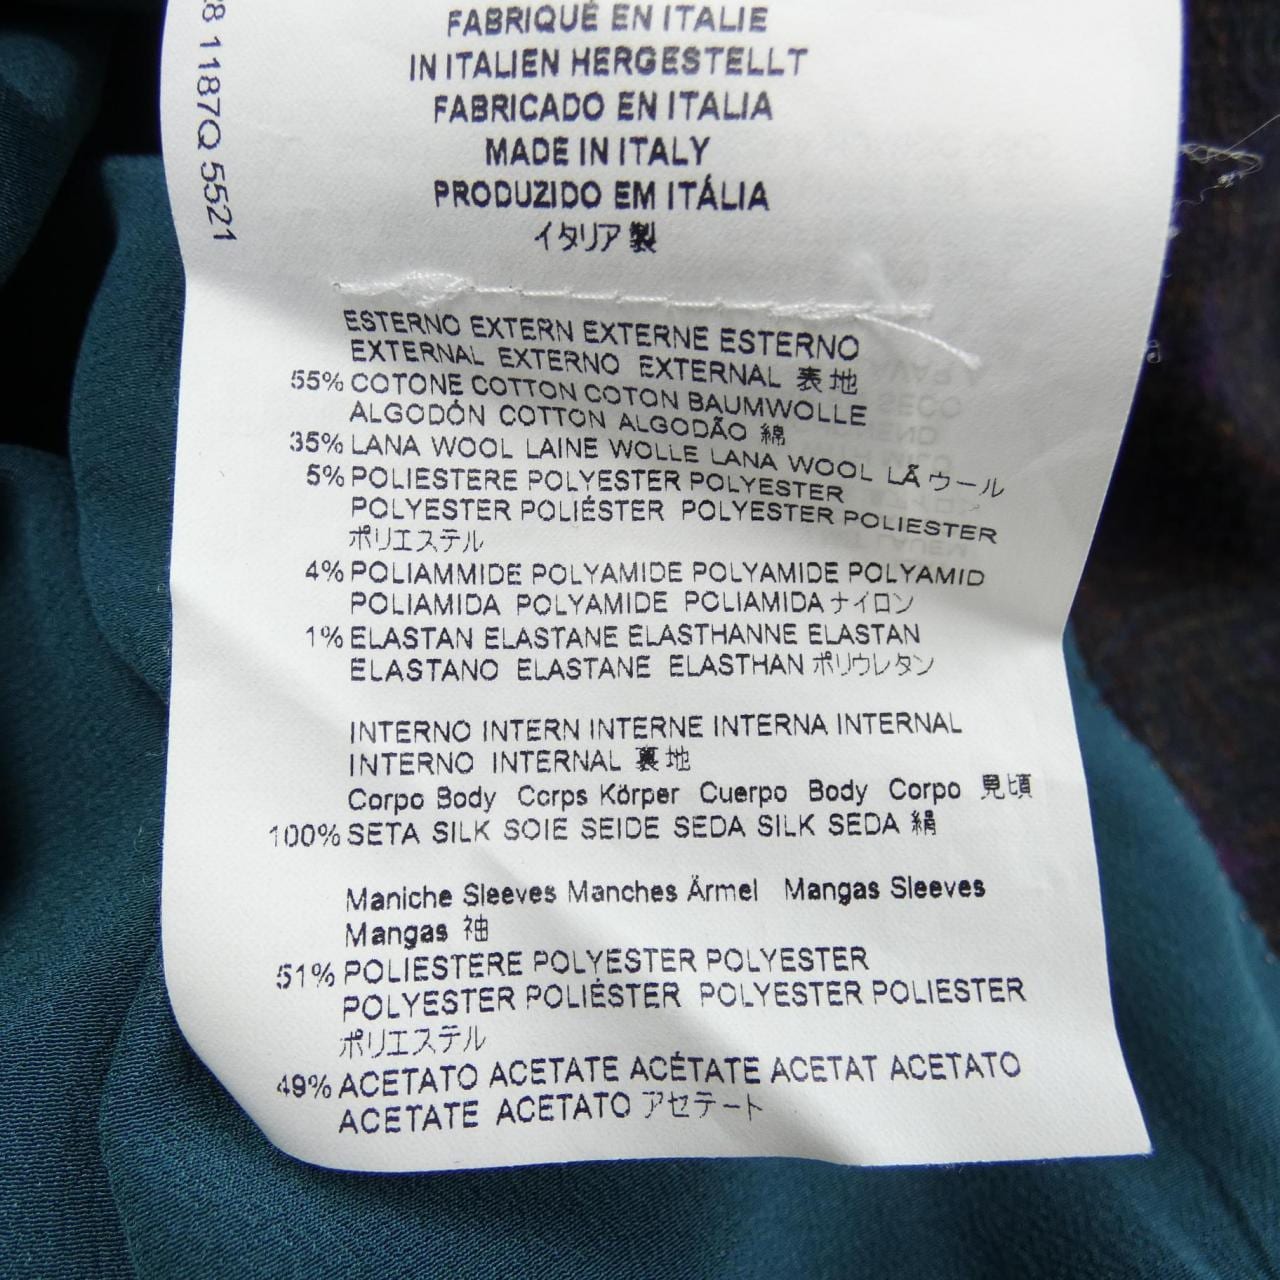 28 1187Q 5521
FABRIQUÉ EN ITALIE
IN ITALIEN HERGESTELLT
FABRICADO EN ITALIA
MADE IN ITALY
PRODUZIDO EM ITÁLIA
イタリア製
ESTERNO EXTERN EXTERNE ESTERNO
EXTERNAL EXTERNO EXTERNAL 表地
55% COTONE COTTON COTON BAUMWOLLE
ALGODÓN COTTON ALGODÃO 綿
35% LANA WOOL LAINE WOLLE LANA WOOL LÃ ウール
5% POLIESTERE POLYESTER POLYESTER
POLYESTER POLIÉSTER POLYESTER POLIESTER
ポリエステル
4% POLIAMMIDE POLYAMIDE POLYAMIDE POLYAMID
POLIAMIDA POLYAMIDE POLIAMIDA ナイロン
1% ELASTAN ELASTANE ELASTHANNE ELASTAN
ELASTANO ELASTANE ELASTHAN ポリウレタン
INTERNO INTERN INTERNE INTERNA INTERNAL
INTERNO INTERNAL 裏地
Corpo Body Corps Körper Cuerpo Body Corpo 見頃
100% SETA SILK SOIE SEIDE SEDA SILK SEDA 絹
Maniche Sleeves Manches Ärmel Mangas Sleeves
Mangas 袖
51% POLIESTERE POLYESTER POLYESTER
POLYESTER POLIÉSTER POLYESTER POLIESTER
ポリエステル
49% ACETATO ACETATE ACÉTATE ACETAT ACETATO
ACETATE ACETATO アセテート